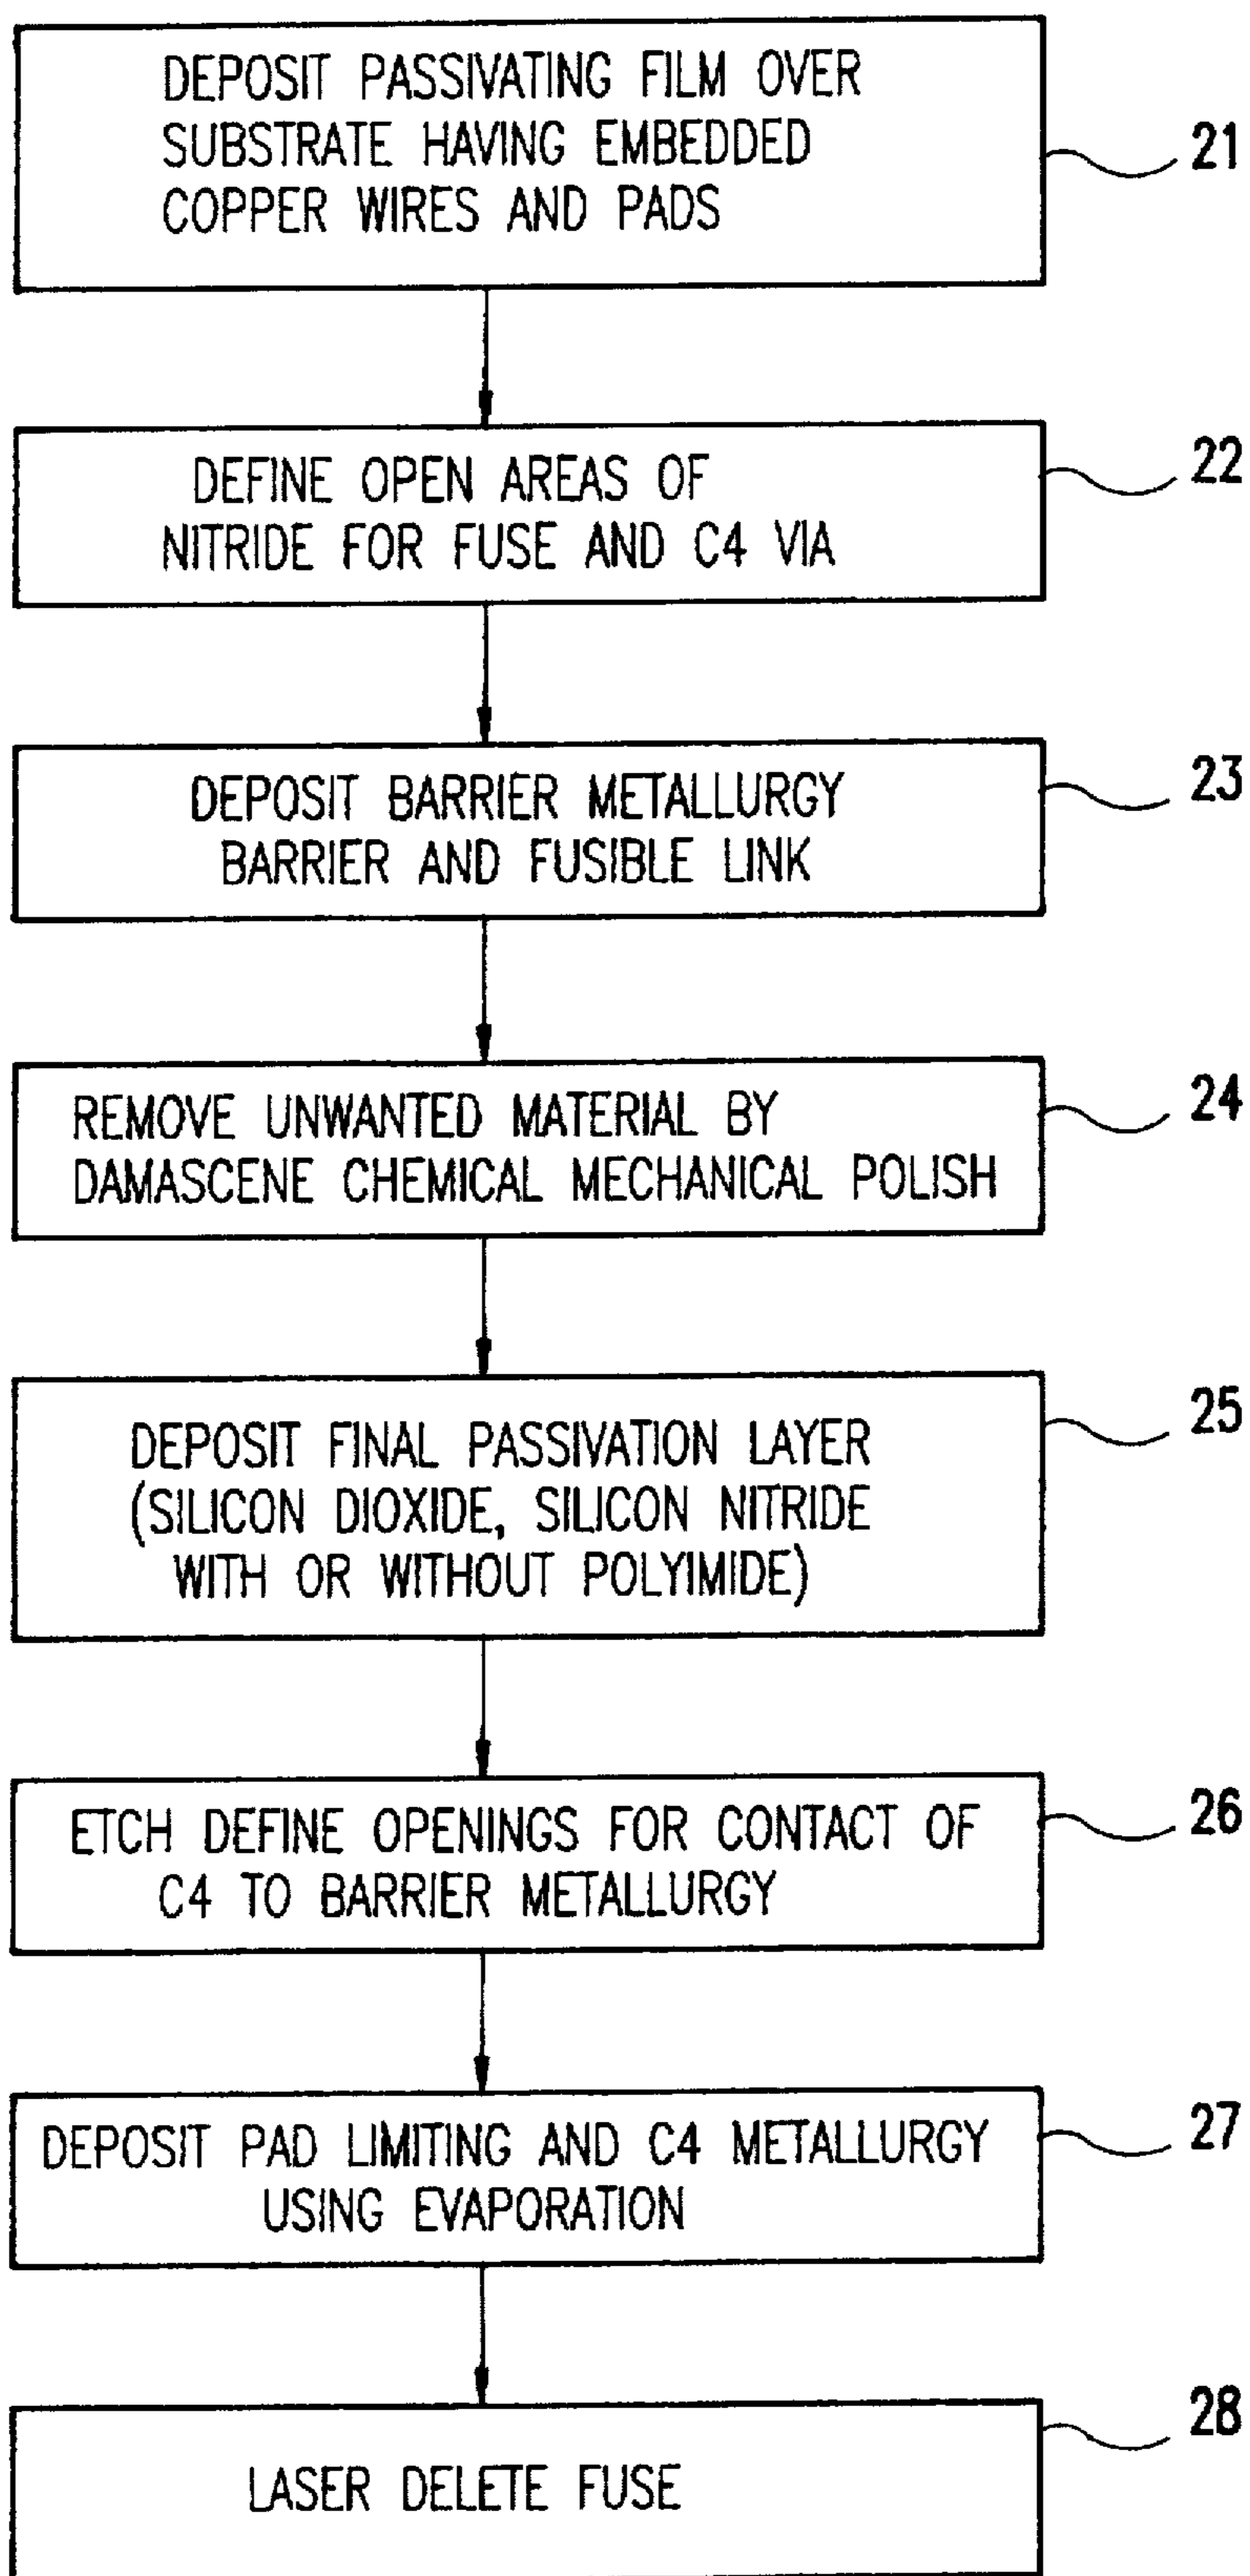 DEPOSIT PASSIVATING FILM OVER
SUBSTRATE HAVING EMBEDDED
COPPER WIRES AND PADS
21
DEFINE OPEN AREAS OF
NITRIDE FOR FUSE AND C4 VIA
22
DEPOSIT BARRIER METALLURGY
BARRIER AND FUSIBLE LINK
23
REMOVE UNWANTED MATERIAL BY
DAMASCENE CHEMICAL MECHANICAL POLISH
24
DEPOSIT FINAL PASSIVATION LAYER
(SILICON DIOXIDE, SILICON NITRIDE
WITH OR WITHOUT POLYIMIDE)
25
ETCH DEFINE OPENINGS FOR CONTACT OF
C4 TO BARRIER METALLURGY
26
DEPOSIT PAD LIMITING AND C4 METALLURGY
USING EVAPORATION
27
LASER DELETE FUSE
28